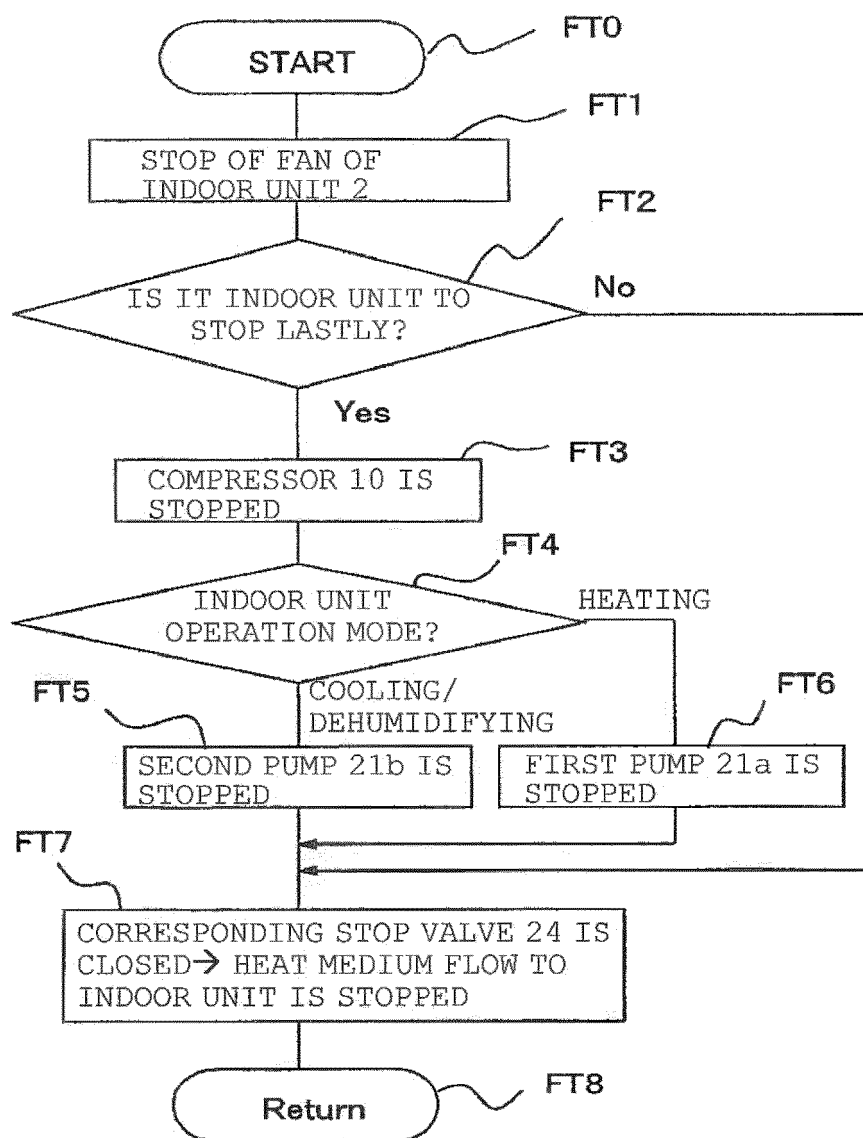 FT0
START
FT1
STOP OF FAN OF
INDOOR UNIT 2
FT2
IS IT INDOOR UNIT TO
STOP LASTLY?
No
Yes
FT3
COMPRESSOR 10 IS
STOPPED
FT4
INDOOR UNIT
OPERATION MODE?
HEATING
FT5
COOLING/
DEHUMIDIFYING
FT6
SECOND PUMP 21b IS
STOPPED
FIRST PUMP 21a IS
STOPPED
FT7
CORRESPONDING STOP VALVE 24 IS
CLOSED→ HEAT MEDIUM FLOW TO
INDOOR UNIT IS STOPPED
FT8
Return